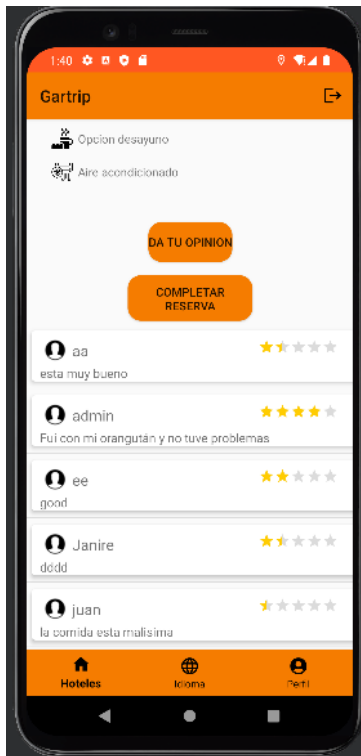 1:40
Gartrip
Opcion desayuno
Aire acondicionado
DA TU OPINION
COMPLETAR
RESERVA
aa
esta muy bueno
admin
Fui con mi orangután y no tuve problemas
ee
good
Janire
dddd
juan
la comida esta malisima
Hoteles
Idioma
Perfil